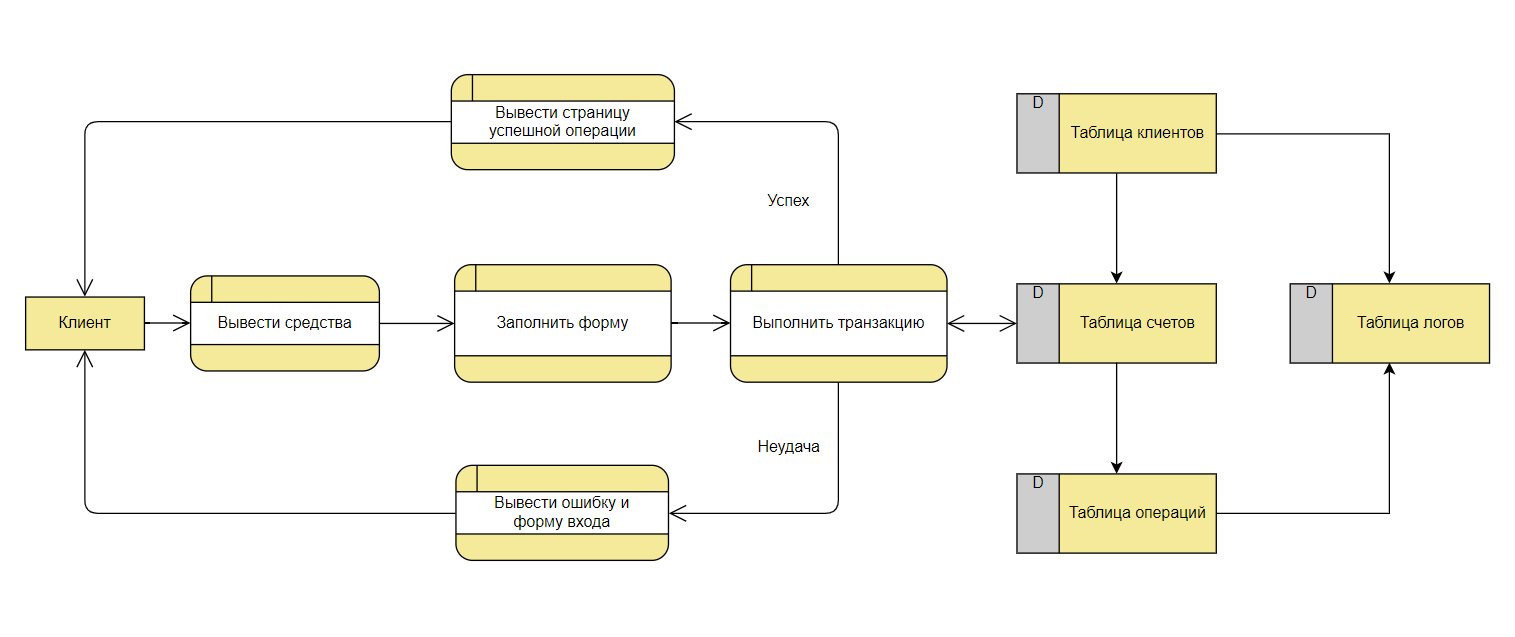 Вывести страницу
успешной операции
D
Таблица клиентов
Успех
Клиент
Вывести средства
Заполнить форму
Выполнить транзакцию
D
Таблица счетов
D
Таблица логов
Неудача
Вывести ошибку и
форму входа
D
Таблица операций